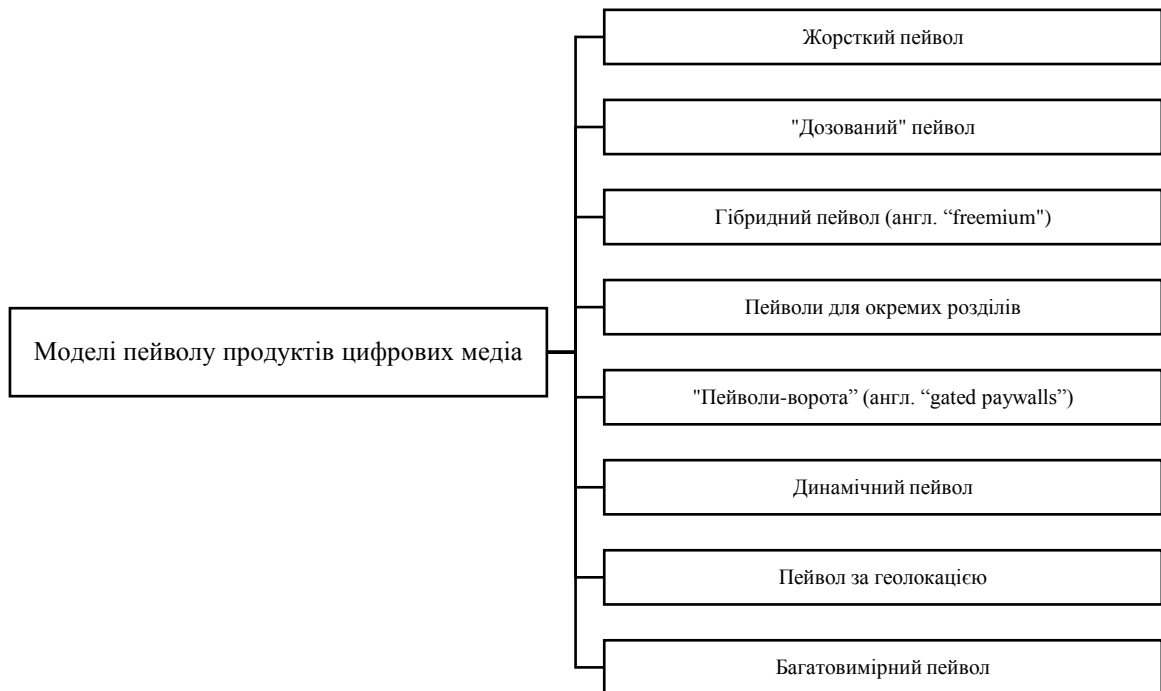 Моделі пейволу продуктів цифрових медіа
Жорсткий пейвол
"Дозований" пейвол
Гібридний пейвол (англ. “freemium")
Пейволи для окремих розділів
"Пейволи-ворота” (англ. “gated paywalls”)
Динамічний пейвол
Пейвол за геолокацією
Багатовимірний пейвол